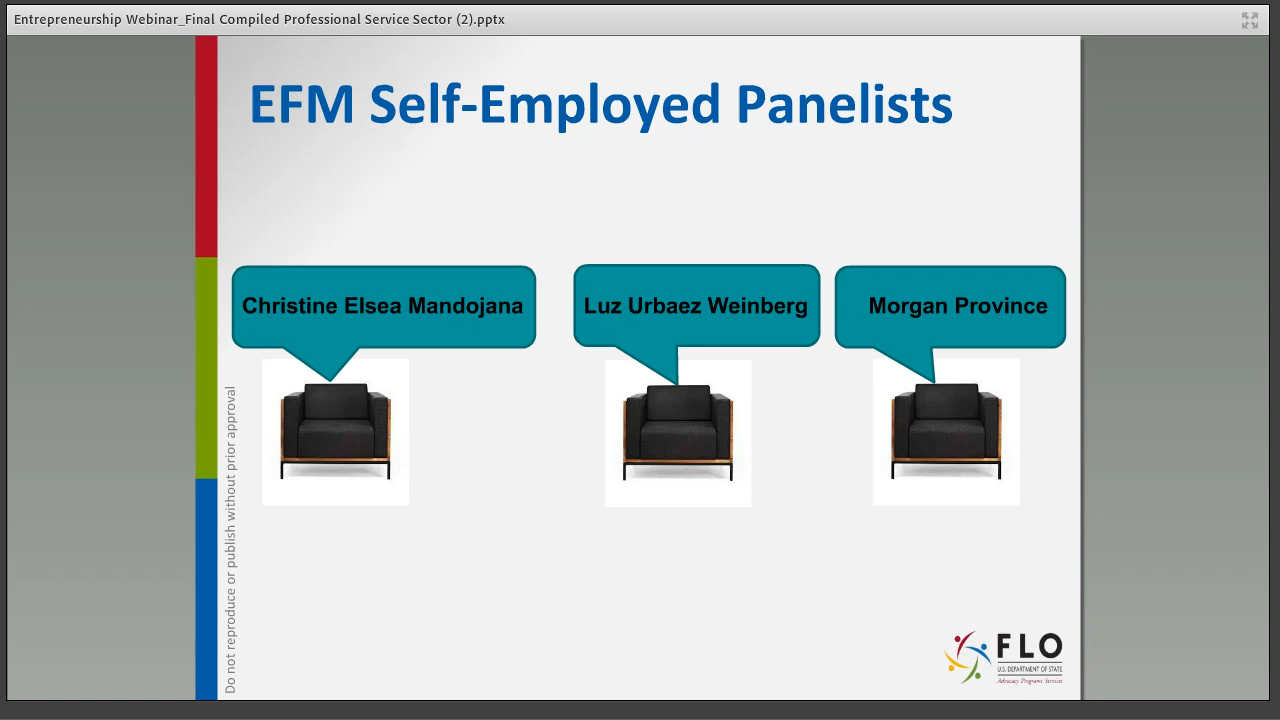 Entrepreneurship Webinar_Final Compiled Professional Service Sector (2).pptx
EFM Self-Employed Panelists
Christine Elsea Mandojana
Luz Urbaez Weinberg
Morgan Province
Do not reproduce or publish without prior approval
FLO
U.S. DEPARTMENT OF STATE
Advocacy Programs Services